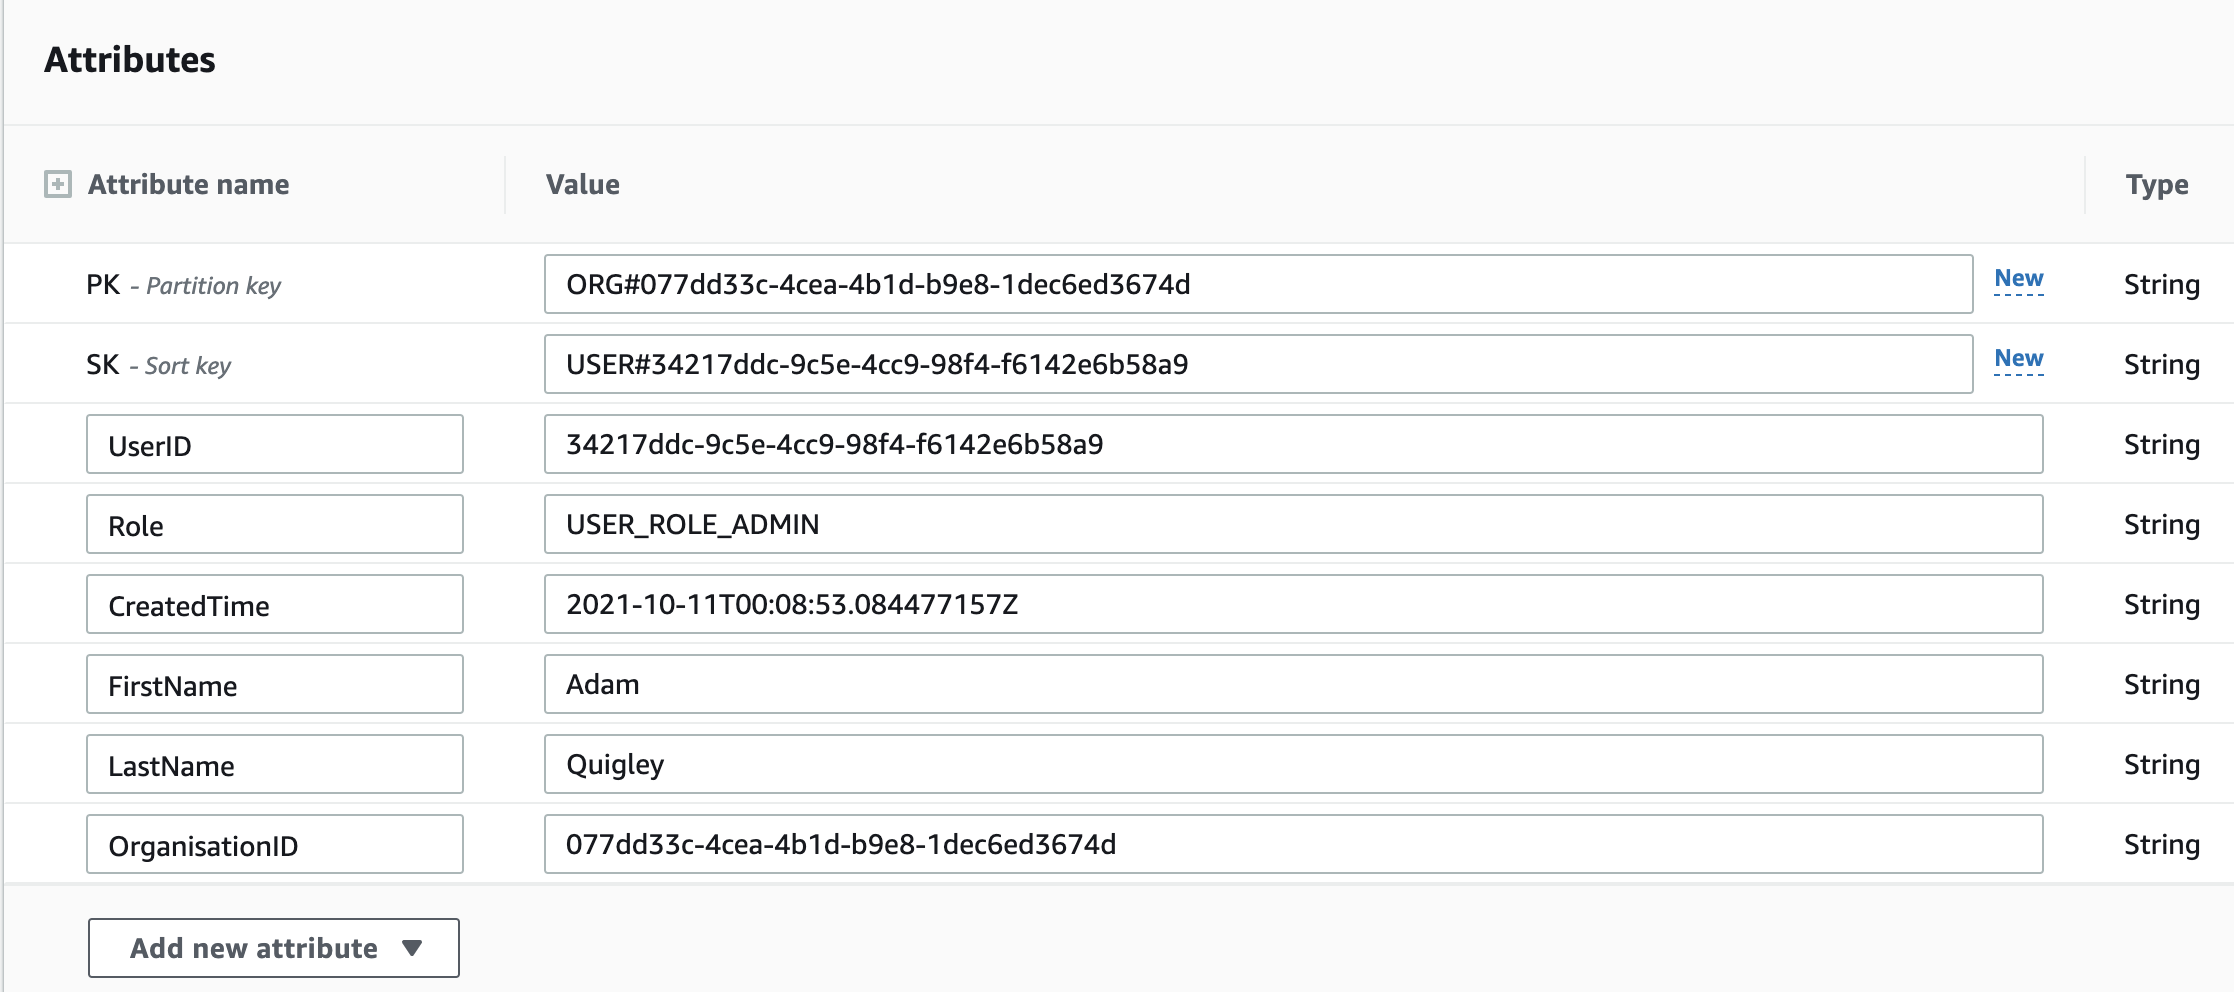 Attributes
Attribute name Value Type
PK - Partition key ORG#077dd33c-4cea-4b1d-b9e8-1dec6ed3674d New String
SK - Sort key USER#34217ddc-9c5e-4cc9-98f4-f6142e6b58a9 New String
UserID 34217ddc-9c5e-4cc9-98f4-f6142e6b58a9 String
Role USER_ROLE_ADMIN String
CreatedTime 2021-10-11T00:08:53.084477157Z String
FirstName Adam String
LastName Quigley String
OrganisationID 077dd33c-4cea-4b1d-b9e8-1dec6ed3674d String
Add new attribute